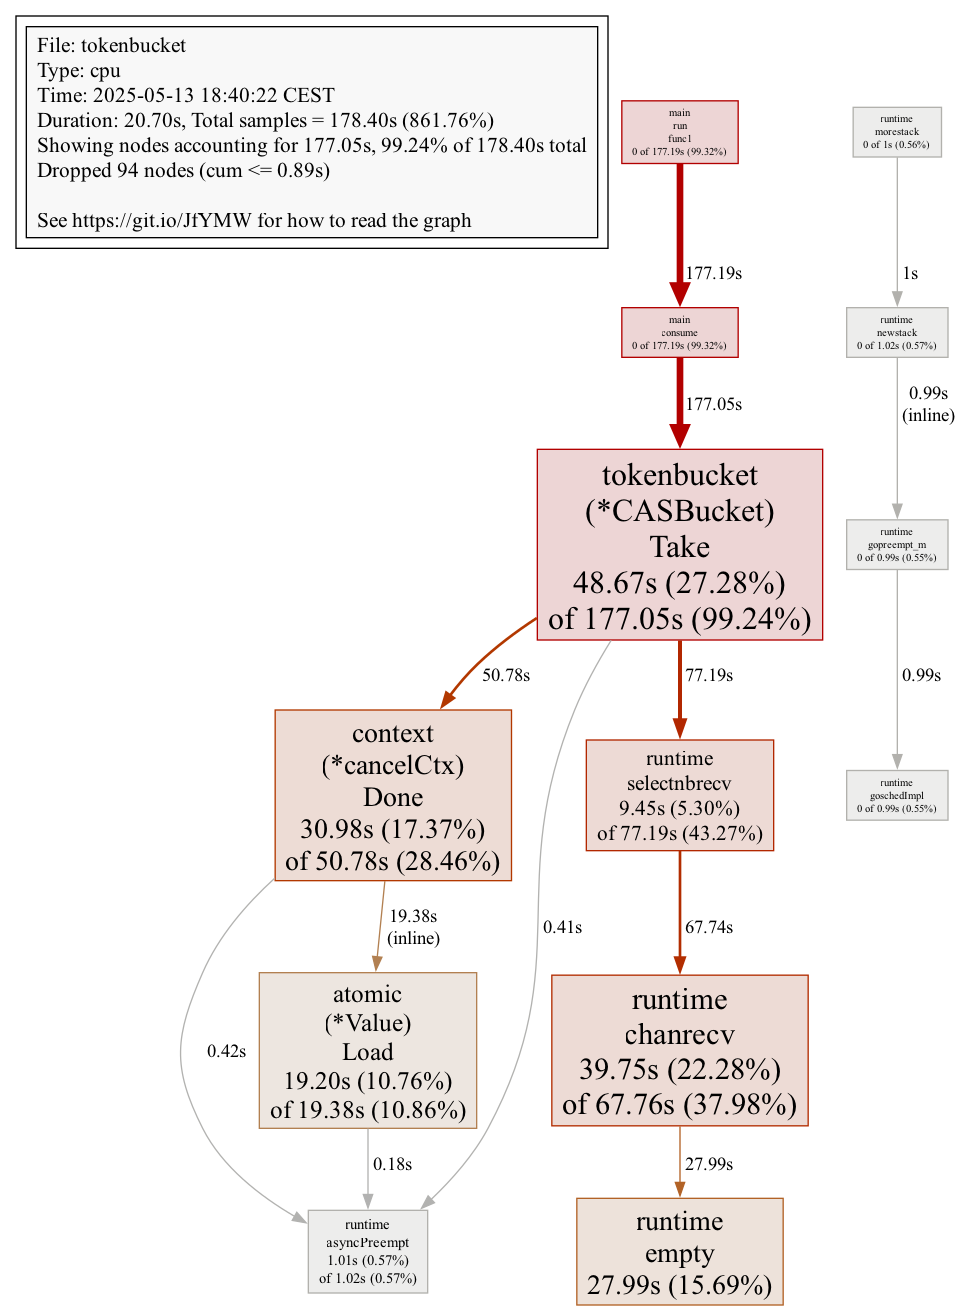 File: tokenbucket
Type: cpu
Time: 2025-05-13 18:40:22 CEST
Duration: 20.70s, Total samples = 178.40s (861.76%)
Showing nodes accounting for 177.05s, 99.24% of 178.40s total
Dropped 94 nodes (cum <= 0.89s)
See https://git.io/JfYMW for how to read the graph
main
run
func1
0 of 177.19s (99.32%)
runtime
morestack
0 of 1s (0.56%)
177.19s
1s
main
consume
0 of 177.19s (99.32%)
runtime
newstack
0 of 1.02s (0.57%)
177.05s
0.99s
(inline)
tokenbucket
(*CASBucket)
Take
48.67s (27.28%)
of 177.05s (99.24%)
runtime
gopreempt_m
0 of 0.99s (0.55%)
50.78s
77.19s
0.99s
context
(*cancelCtx)
Done
30.98s (17.37%)
of 50.78s (28.46%)
runtime
selectnbrecv
9.45s (5.30%)
of 77.19s (43.27%)
runtime
goschedImpl
0 of 0.99s (0.55%)
19.38s
(inline)
0.41s
67.74s
atomic
(*Value)
Load
19.20s (10.76%)
of 19.38s (10.86%)
runtime
chanrecv
39.75s (22.28%)
of 67.76s (37.98%)
0.42s
0.18s
27.99s
runtime
asyncPreempt
1.01s (0.57%)
of 1.02s (0.57%)
runtime
empty
27.99s (15.69%)